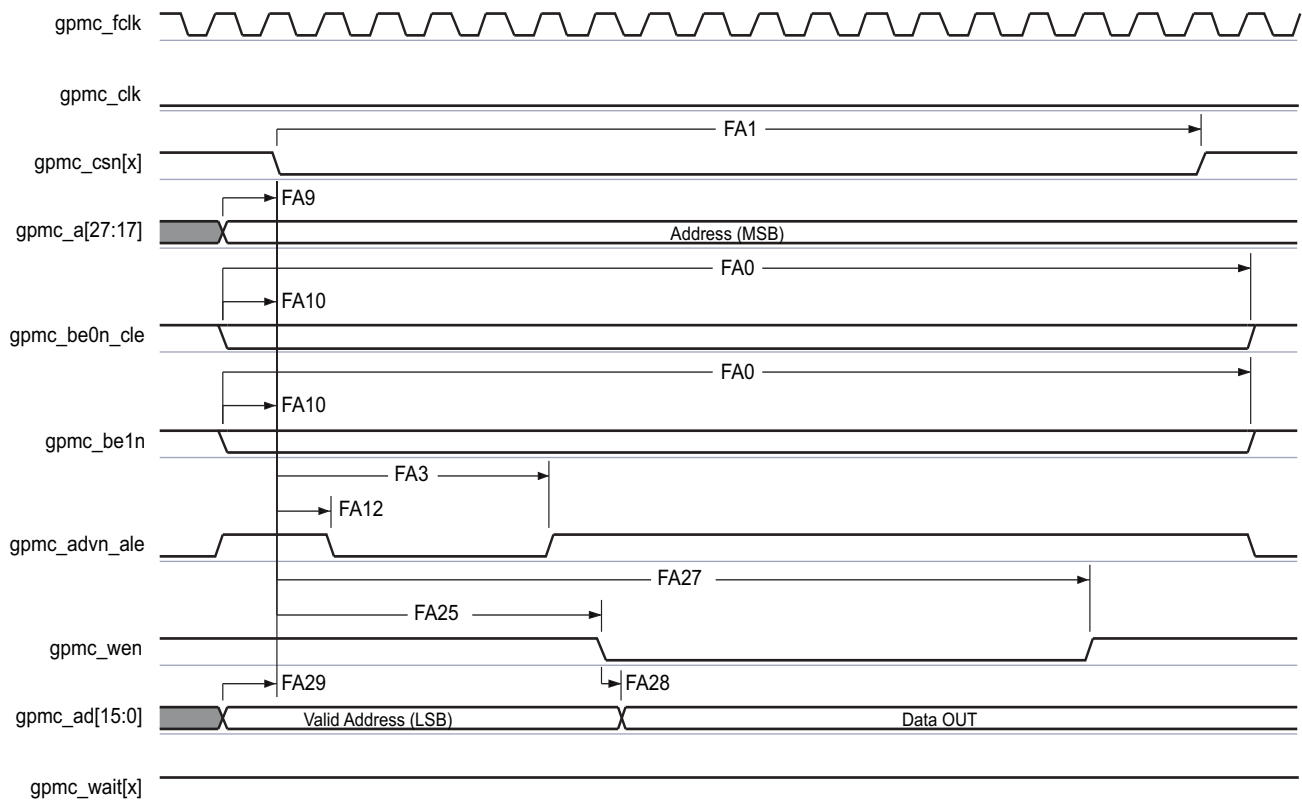 gpmc_fclk
gpmc_clk
FA1
gpmc_csn[x]
FA9
gpmc_a[27:17]
Address (MSB)
FA0
FA10
gpmc_be0n_cle
FA0
FA10
gpmc_be1n
FA3
FA12
gpmc_advn_ale
FA27
FA25
gpmc_wen
FA29
FA28
gpmc_ad[15:0]
Valid Address (LSB)
Data OUT
gpmc_wait[x]